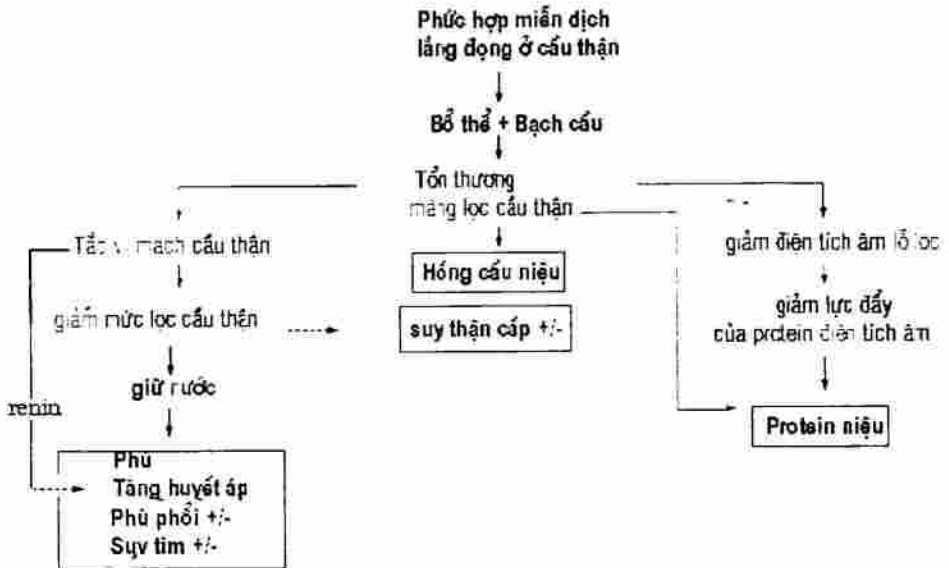 Phức hợp miễn dịch
lắng đọng ở cầu thận
Bổ thể + Bạch cầu
Tổn thương
màng lọc cầu thận
Tắc vi mạch cầu thận
giảm điện tích âm lỗ lọc
Hồng cầu niệu
giảm mức lọc cầu thận
suy thận cấp +/-
giảm lực đẩy
của protein điện tích âm
giữ nước
renin
Protein niệu
Phù
Tăng huyết áp
Phù phổi +/-
Suy tim +/-